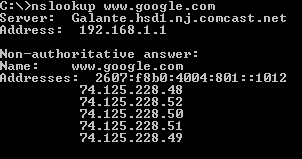 C:\>nslookup www.google.com
Server:  Galante.hsd1.nj.comcast.net
Address:  192.168.1.1
Non-authoritative answer:
Name:    www.google.com
Addresses:  2607:f8b0:4004:801::1012
74.125.228.48
74.125.228.52
74.125.228.50
74.125.228.51
74.125.228.49